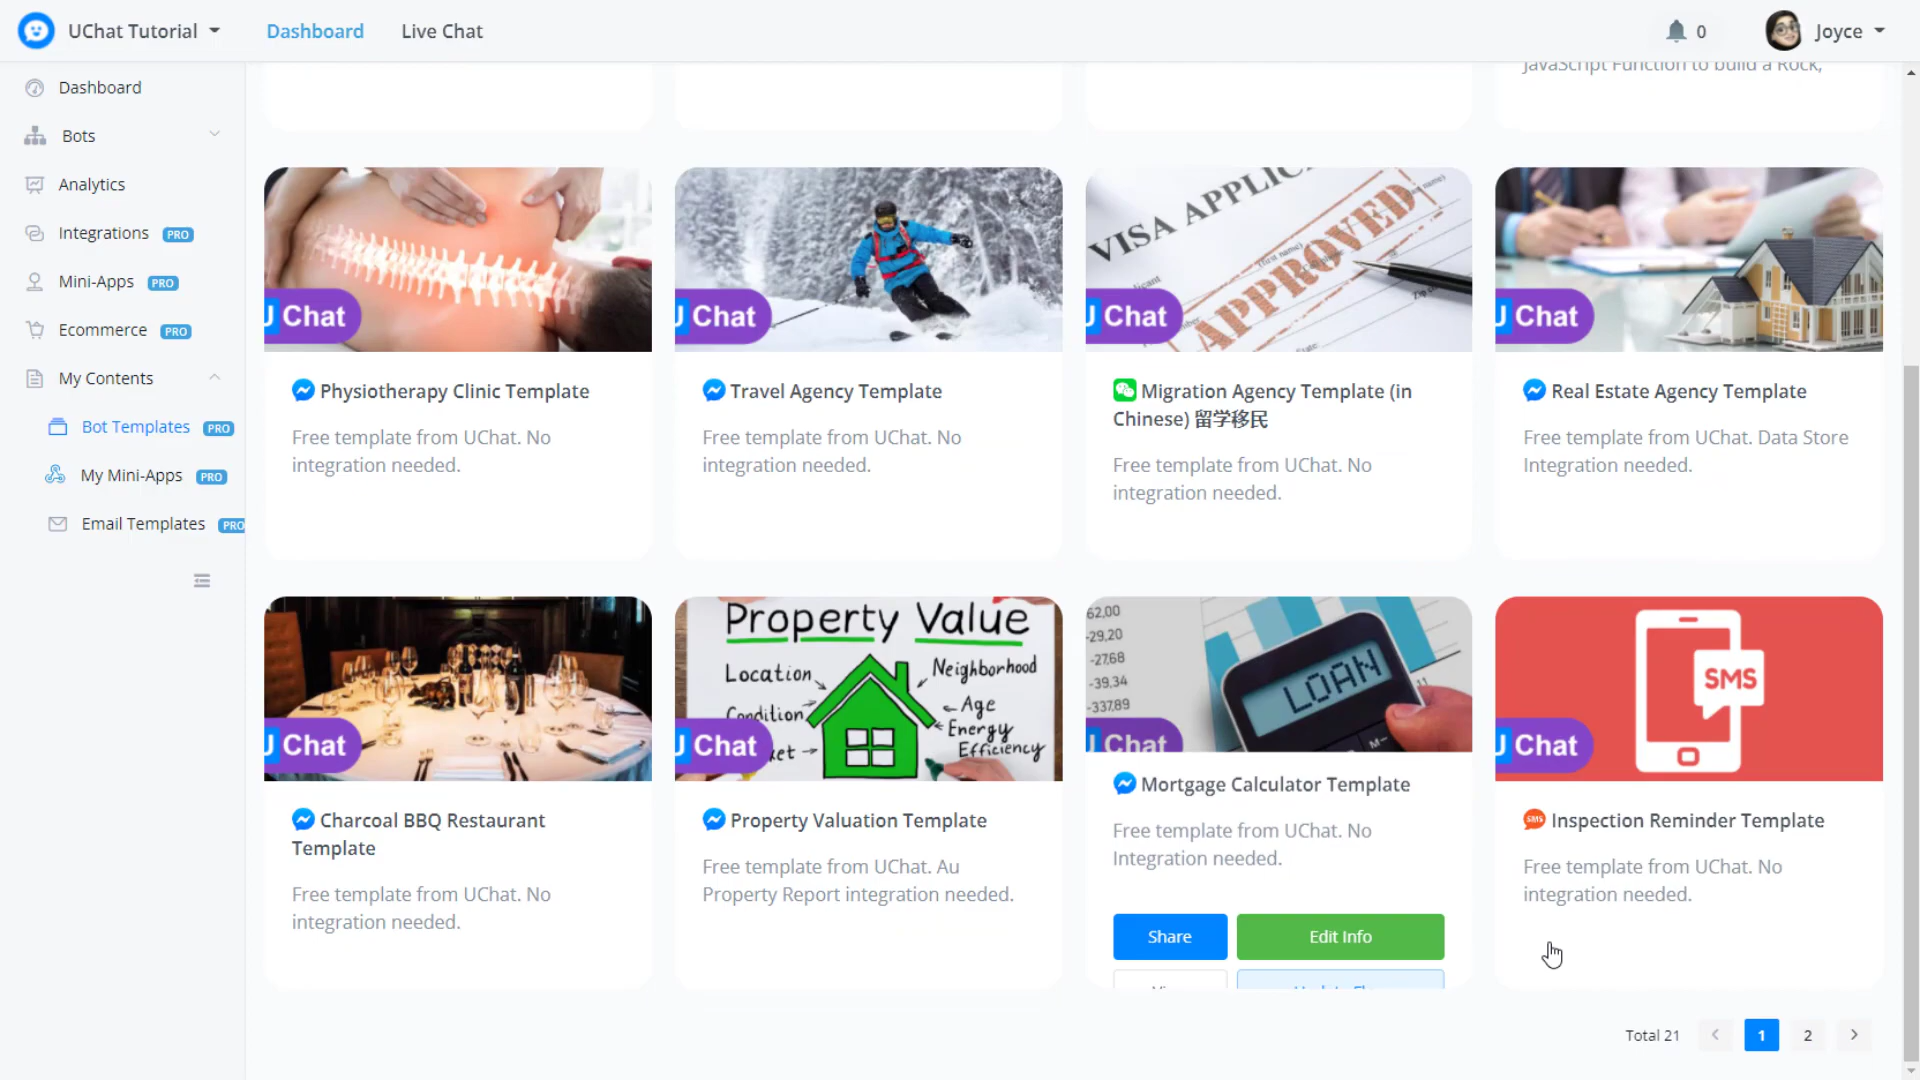 UChat Tutorial
Dashboard
Live Chat
0
Joyce
Dashboard
Bots
Analytics
Integrations PRO
Mini-Apps PRO
Ecommerce PRO
My Contents
Bot Templates PRO
My Mini-Apps PRO
Email Templates PRO
JavaScript Function to build a Rock,
U Chat
Physiotherapy Clinic Template
Free template from UChat. No
integration needed.
U Chat
Travel Agency Template
Free template from UChat. No
integration needed.
VISA APPLIC
APPROVED
U Chat
Migration Agency Template (in
Chinese) 留学移民
Free template from UChat. No
integration needed.
U Chat
Real Estate Agency Template
Free template from UChat. Data Store
Integration needed.
U Chat
Charcoal BBQ Restaurant
Template
Free template from UChat. No
integration needed.
Property Value
Location
Neighborhood
Condition
Age
Energy
Efficiency
ket
U Chat
Property Valuation Template
Free template from UChat. Au
Property Report integration needed.
62,00
-29,20
-27,68
-39,34
-337,89
LOAN
M-
U Chat
Mortgage Calculator Template
Free template from UChat. No
Integration needed.
Share
Edit Info
SMS
U Chat
SMS
Inspection Reminder Template
Free template from UChat. No
integration needed.
Total 21
1
2